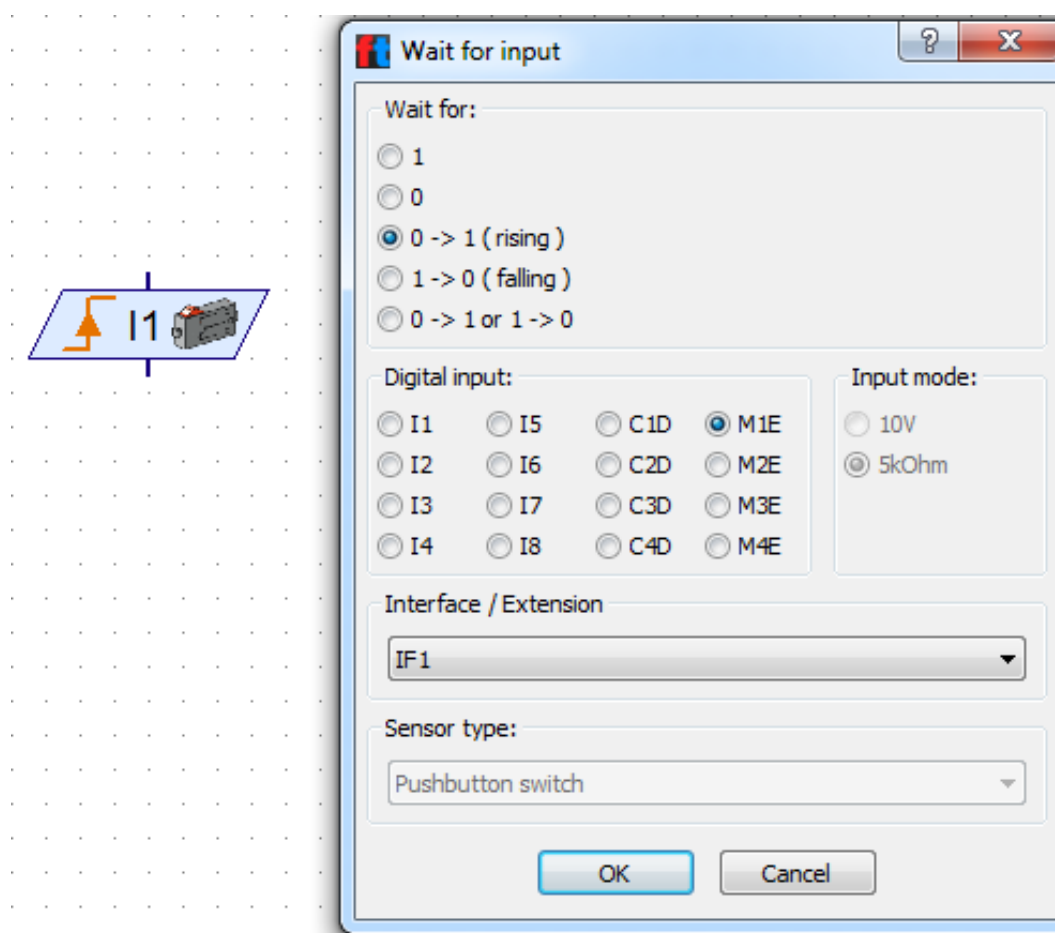 ft Wait for input ? X
Wait for:
1
0
0 -> 1 ( rising )
1 -> 0 ( falling )
0 -> 1 or 1 -> 0
I1
Digital input:
I1 I5 C1D M1E
I2 I6 C2D M2E
I3 I7 C3D M3E
I4 I8 C4D M4E
Input mode:
10V
5kOhm
Interface / Extension
IF1
Sensor type:
Pushbutton switch
OK Cancel